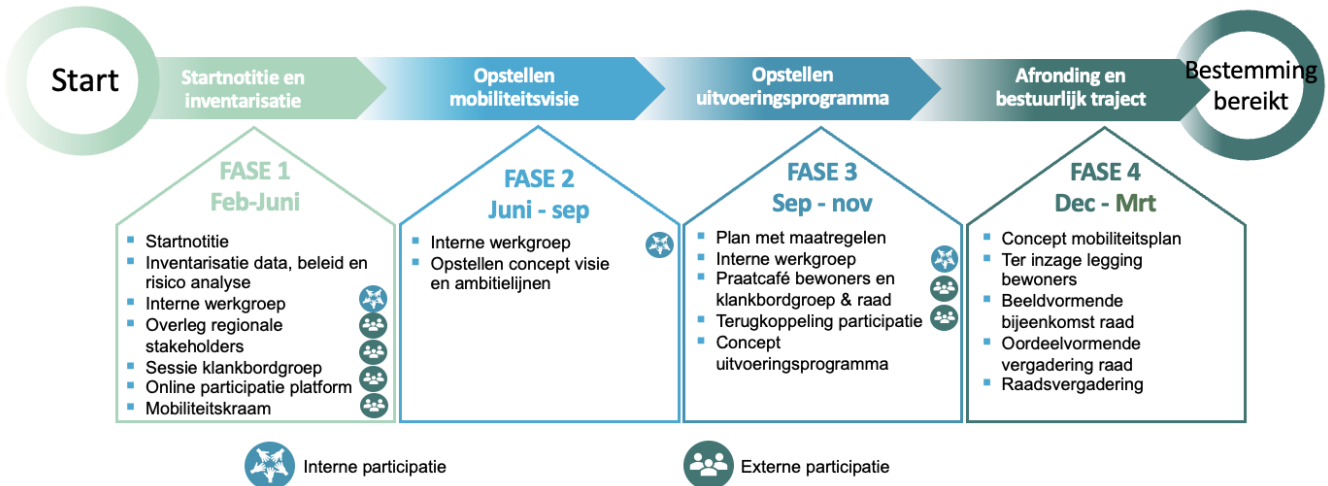 Start
Startnotitie en
inventarisatie
Opstellen
mobiliteitsvisie
Opstellen
uitvoeringsprogramma
Afronding en
bestuurlijk traject
Bestemming
bereikt
FASE 1
Feb-Juni
▪ Startnotitie
▪ Inventarisatie data, beleid en
risico analyse
▪ Interne werkgroep
▪ Overleg regionale
stakeholders
▪ Sessie klankbordgroep
▪ Online participatie platform
▪ Mobiliteitskraam
FASE 2
Juni - sep
▪ Interne werkgroep
▪ Opstellen concept visie
en ambitielijnen
FASE 3
Sep - nov
▪ Plan met maatregelen
▪ Interne werkgroep
▪ Praatcafé bewoners en
klankbordgroep & raad
▪ Terugkoppeling participatie
▪ Concept
uitvoeringsprogramma
FASE 4
Dec - Mrt
▪ Concept mobiliteitsplan
▪ Ter inzage legging
bewoners
▪ Beeldvormende
bijeenkomst raad
▪ Oordeelvormende
vergadering raad
▪ Raadsvergadering
Interne participatie
Externe participatie